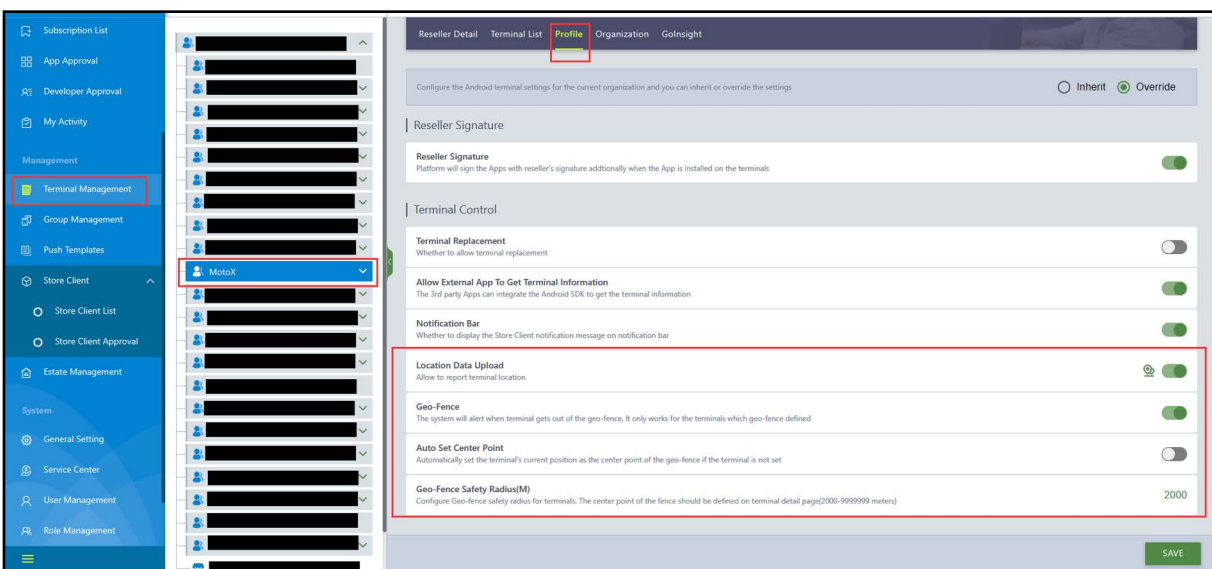 Subscription List
App Approval
Developer Approval
My Activity
Management
Terminal Management
Group Management
Push Templates
Store Client
Store Client List
Store Client Approval
Estate Management
System
General Setting
Service Center
User Management
Role Management
MotoX
Reseller Detail Terminal List Profile Organization GoInsight
Configure the Android terminal settings for the current organization and you can inherit or override the settings
Inherit Override
Reseller Signature
Reseller Signature
Platform will sign the Apps with reseller's signature addtionally when the App is installed on the terminals
Terminal Control
Terminal Replacement
Whether to allow terminal replacement
Allow External App To Get Terminal Information
The 3rd party Apps can integrate the Android SDK to get the terminal information
Notification Bar
Whether to display the Store Client notification message on notification bar
Location Data Upload
Allow to report terminal location
Geo-Fence
The system will alert when terminal gets out of the geo-fence. It only works for the terminals which geo-fence defined
Auto Set Center Point
Automatically set the terminal's current position as the center point of the geo-fence if the terminal is not set
Geo-Fence Safety Radius(M)
Configure Geo-fence safety radius for terminals. The center point of the fence should be defined on terminal detail page(2000-9999999 meters)
2000
SAVE